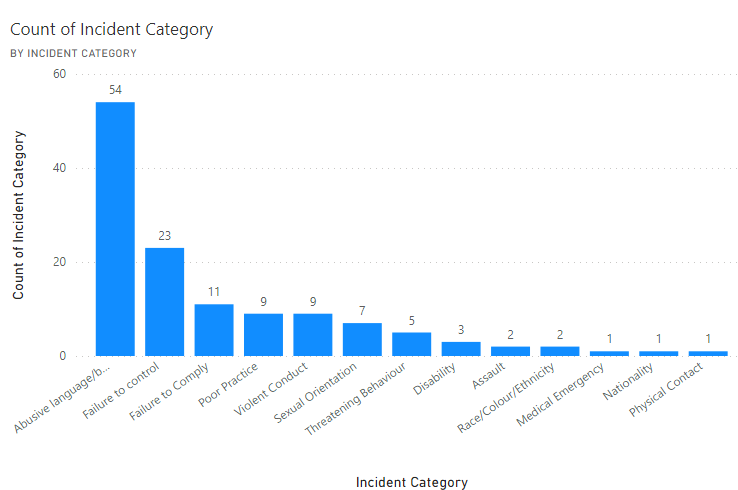 Count of Incident Category
BY INCIDENT CATEGORY
Count of Incident Category
60
40
20
0
54
23
11
9
9
7
5
3
2
2
1
1
1
Abusive language/b...
Failure to control
Failure to Comply
Poor Practice
Violent Conduct
Sexual Orientation
Threatening Behaviour
Disability
Assault
Race/Colour/Ethnicity
Medical Emergency
Nationality
Physical Contact
Incident Category